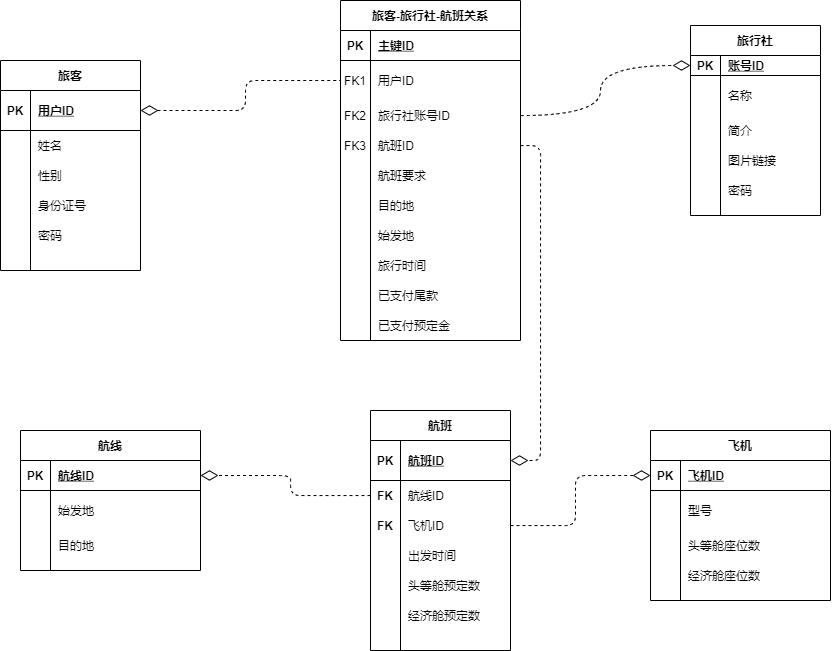 旅客
PK 用户ID
姓名
性别
身份证号
密码
旅客-旅行社-航班关系
PK 主键ID
FK1 用户ID
FK2 旅行社账号ID
FK3 航班ID
航班要求
目的地
始发地
旅行时间
已支付尾款
已支付预定金
旅行社
PK 账号ID
名称
简介
图片链接
密码
航线
PK 航线ID
始发地
目的地
航班
PK 航班ID
FK 航线ID
FK 飞机ID
出发时间
头等舱预定数
经济舱预定数
飞机
PK 飞机ID
型号
头等舱座位数
经济舱座位数